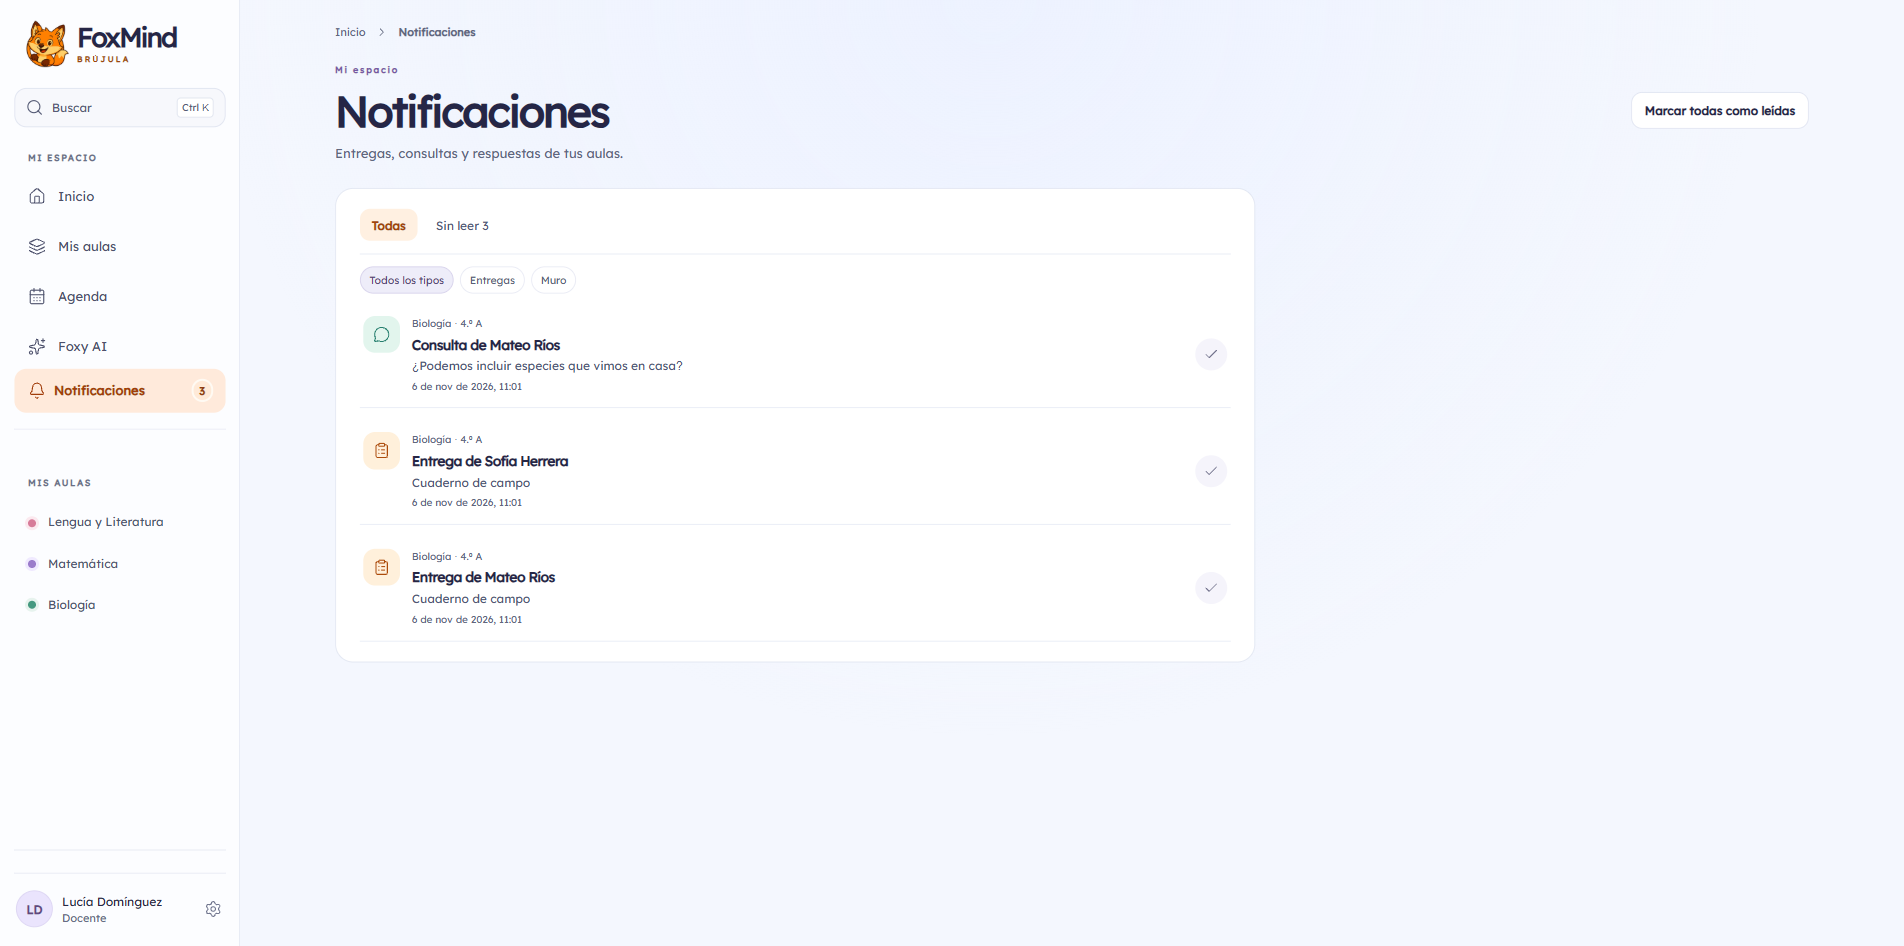 FoxMind
BRÚJULA
Buscar
Ctrl K
MI ESPACIO
Inicio
Mis aulas
Agenda
Foxy AI
Notificaciones
3
MIS AULAS
Lengua y Literatura
Matemática
Biología
LD
Lucía Domínguez
Docente
Inicio
Notificaciones
Mi espacio
Notificaciones
Entregas, consultas y respuestas de tus aulas.
Marcar todas como leídas
Todas
Sin leer 3
Todos los tipos
Entregas
Muro
Biología · 4.º A
Consulta de Mateo Ríos
¿Podemos incluir especies que vimos en casa?
6 de nov de 2026, 11:01
Biología · 4.º A
Entrega de Sofía Herrera
Cuaderno de campo
6 de nov de 2026, 11:01
Biología · 4.º A
Entrega de Mateo Ríos
Cuaderno de campo
6 de nov de 2026, 11:01